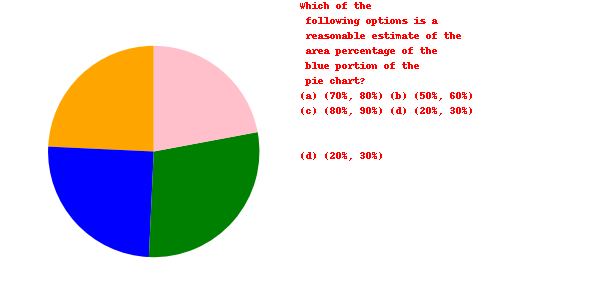 Which of the
following options is a
reasonable estimate of the
area percentage of the
blue portion of the
pie chart?
(a) (70%, 80%) (b) (50%, 60%)
(c) (80%, 90%) (d) (20%, 30%)
(d) (20%, 30%)